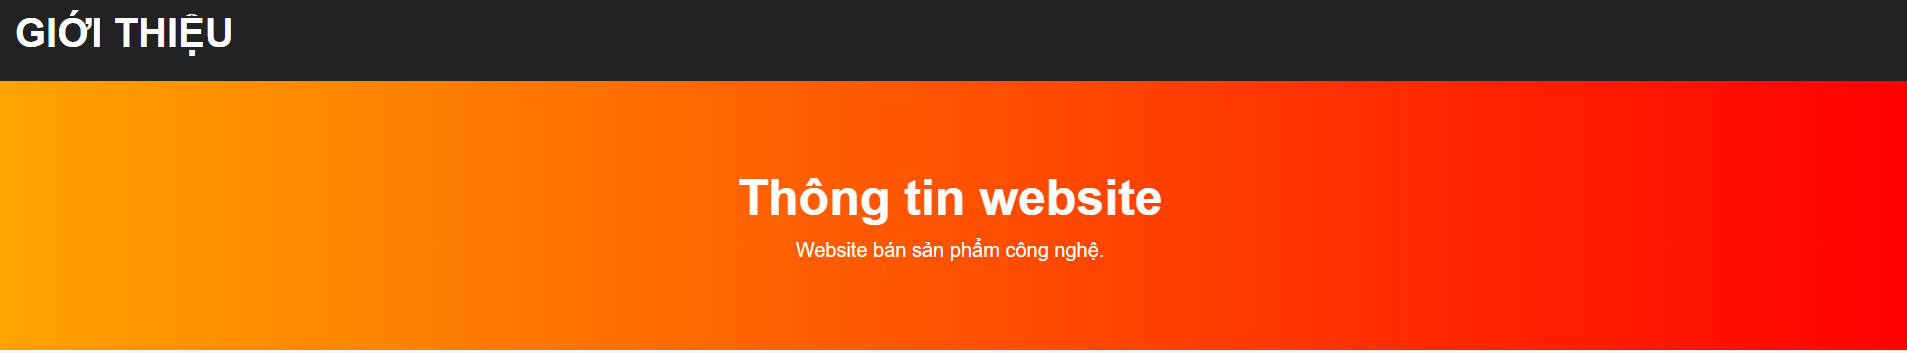 GIỚI THIỆU
Thông tin website
Website bán sản phẩm công nghệ.